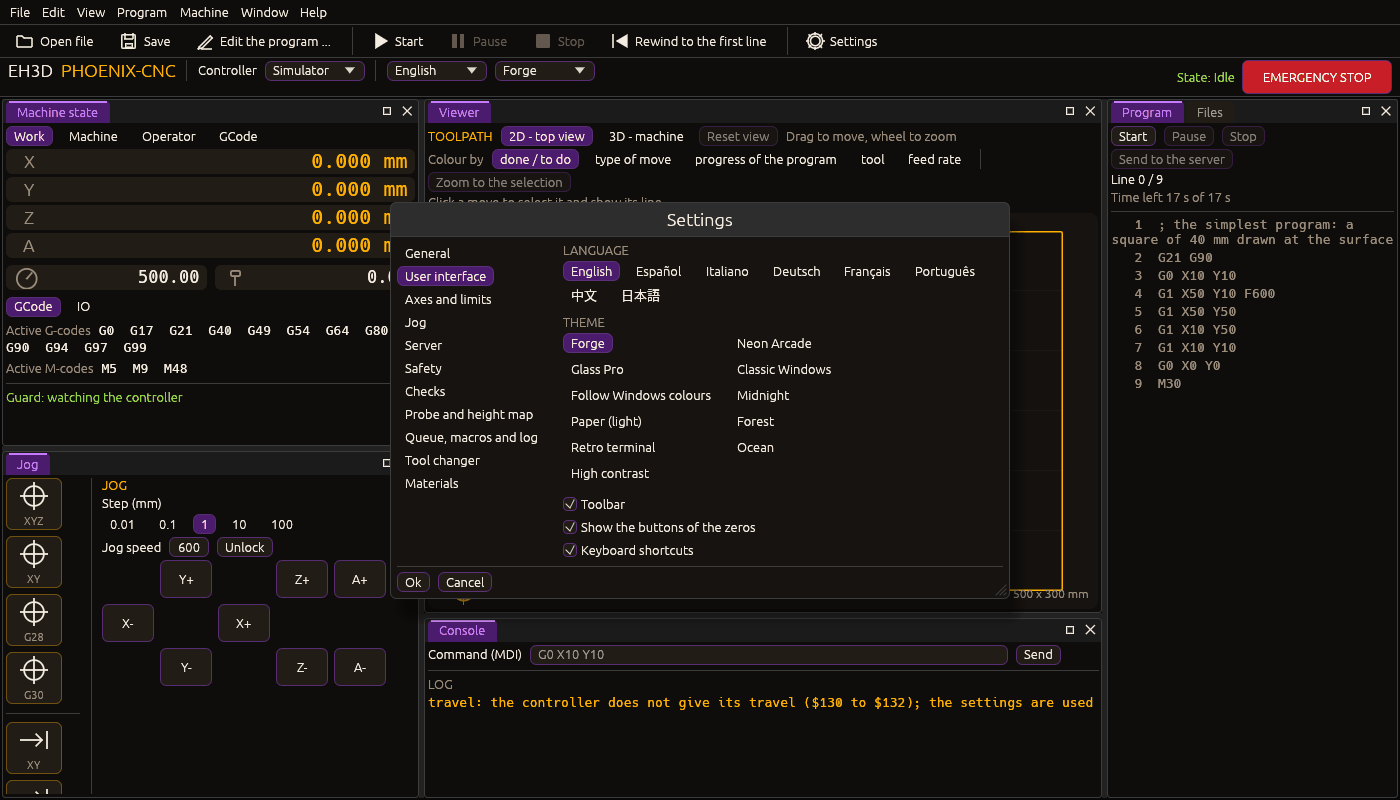 File Edit View Program Machine Window Help
Open file Save Edit the program ... Start Pause Stop Rewind to the first line Settings
EH3D PHOENIX-CNC Controller Simulator English Forge State: Idle EMERGENCY STOP
Machine state
Work Machine Operator GCode
X 0.000 mm
Y 0.000 mm
Z 0.000
A 0.000
500.00 0.
GCode IO
Active G-codes G0 G17 G21 G40 G49 G54 G64 G80
G90 G94 G97 G99
Active M-codes M5 M9 M48
Guard: watching the controller
Jog
XYZ
XY
G28
G30
XY
JOG
Step (mm)
0.01 0.1 1 10 100
Jog speed 600 Unlock
Y+ Z+ A+
X- X+
Y- Z- A-
Viewer
TOOLPATH 2D - top view 3D - machine Reset view Drag to move, wheel to zoom
Colour by done / to do type of move progress of the program tool feed rate
Zoom to the selection
Click a move to select it and show its line
500 x 300 mm
Settings
General
User interface
Axes and limits
Jog
Server
Safety
Checks
Probe and height map
Queue, macros and log
Tool changer
Materials
LANGUAGE
English Español Italiano Deutsch Français Português
中文 日本語
THEME
Forge Neon Arcade
Glass Pro Classic Windows
Follow Windows colours Midnight
Paper (light) Forest
Retro terminal Ocean
High contrast
Toolbar
Show the buttons of the zeros
Keyboard shortcuts
Ok Cancel
Console
Command (MDI) G0 X10 Y10 Send
LOG
travel: the controller does not give its travel ($130 to $132); the settings are used
Program Files
Start Pause Stop
Send to the server
Line 0 / 9
Time left 17 s of 17 s
1 ; the simplest program: a
square of 40 mm drawn at the surface
2 G21 G90
3 G0 X10 Y10
4 G1 X50 Y10 F600
5 G1 X50 Y50
6 G1 X10 Y50
7 G1 X10 Y10
8 G0 X0 Y0
9 M30